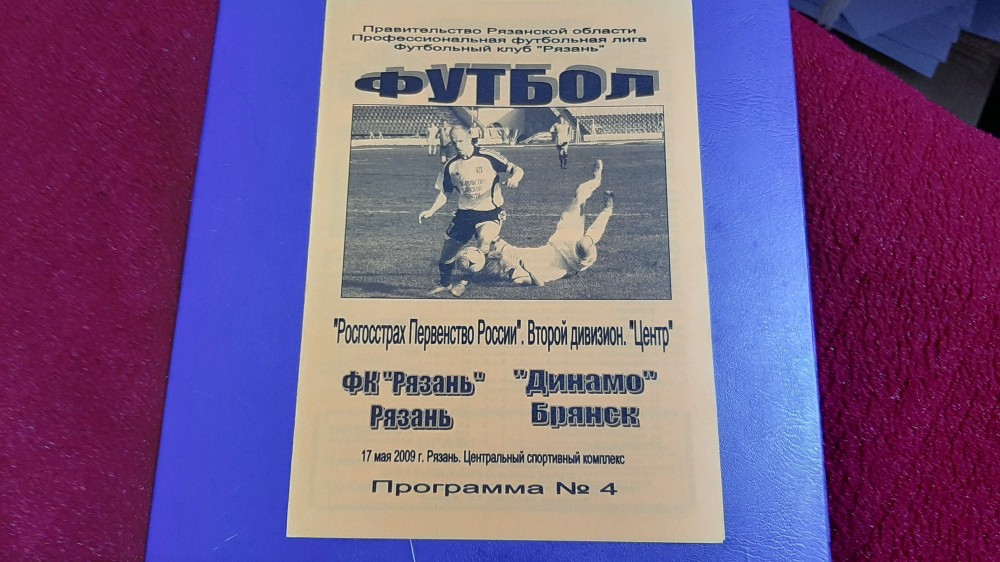 Правительство Рязанской области
Профессиональная футбольная лига
Футбольный клуб "Рязань"
ФУТБОЛ
"Росгосстрах Первенство России". Второй дивизион. "Центр"
ФК "Рязань" "Динамо"
Рязань Брянск
17 мая 2009 г. Рязань. Центральный спортивный комплекс
Программа № 4